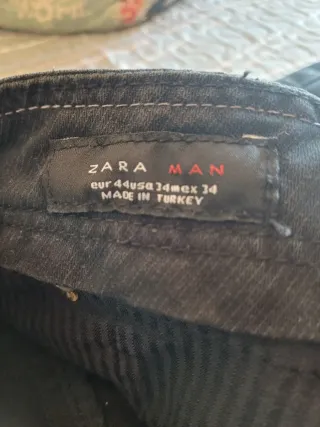 ZARA MAN
eur 44 usa 34 mex 34
MADE IN TURKEY